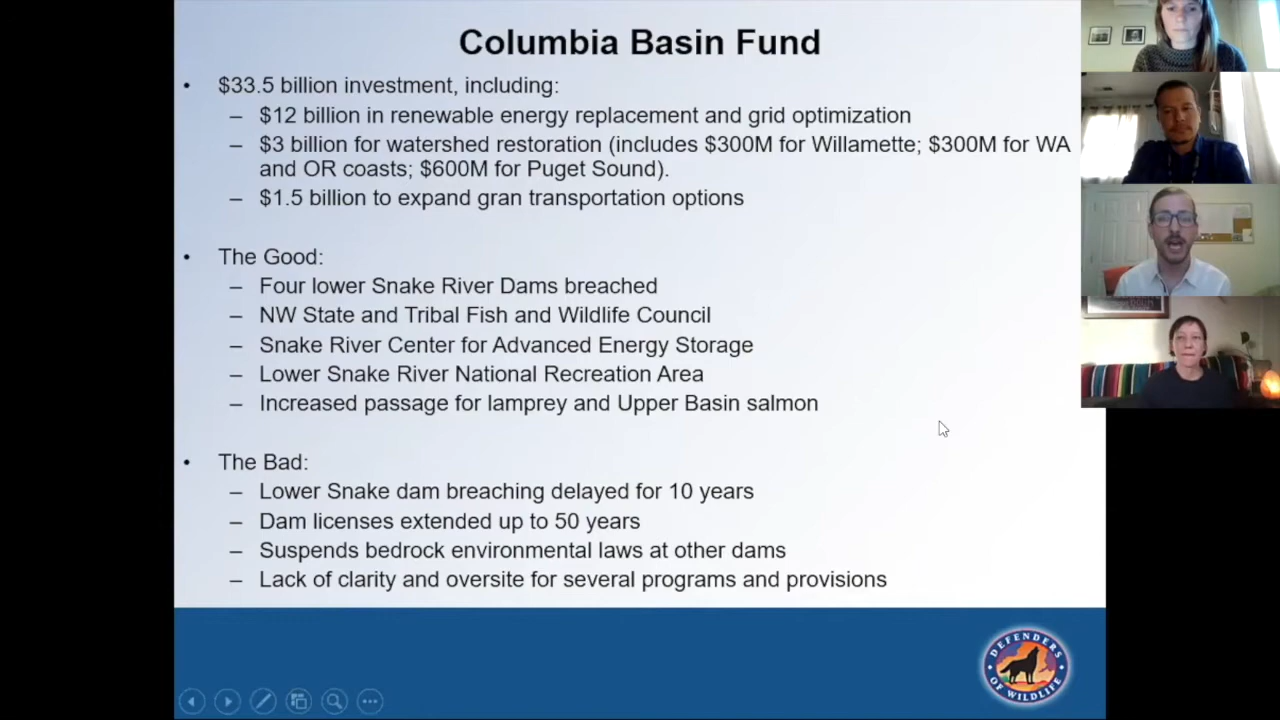 Columbia Basin Fund
• $33.5 billion investment, including:
– $12 billion in renewable energy replacement and grid optimization
– $3 billion for watershed restoration (includes $300M for Willamette; $300M for WA
and OR coasts; $600M for Puget Sound).
– $1.5 billion to expand gran transportation options
• The Good:
– Four lower Snake River Dams breached
– NW State and Tribal Fish and Wildlife Council
– Snake River Center for Advanced Energy Storage
– Lower Snake River National Recreation Area
– Increased passage for lamprey and Upper Basin salmon
• The Bad:
– Lower Snake dam breaching delayed for 10 years
– Dam licenses extended up to 50 years
– Suspends bedrock environmental laws at other dams
– Lack of clarity and oversite for several programs and provisions
DEFENDERS
OF WILDLIFE